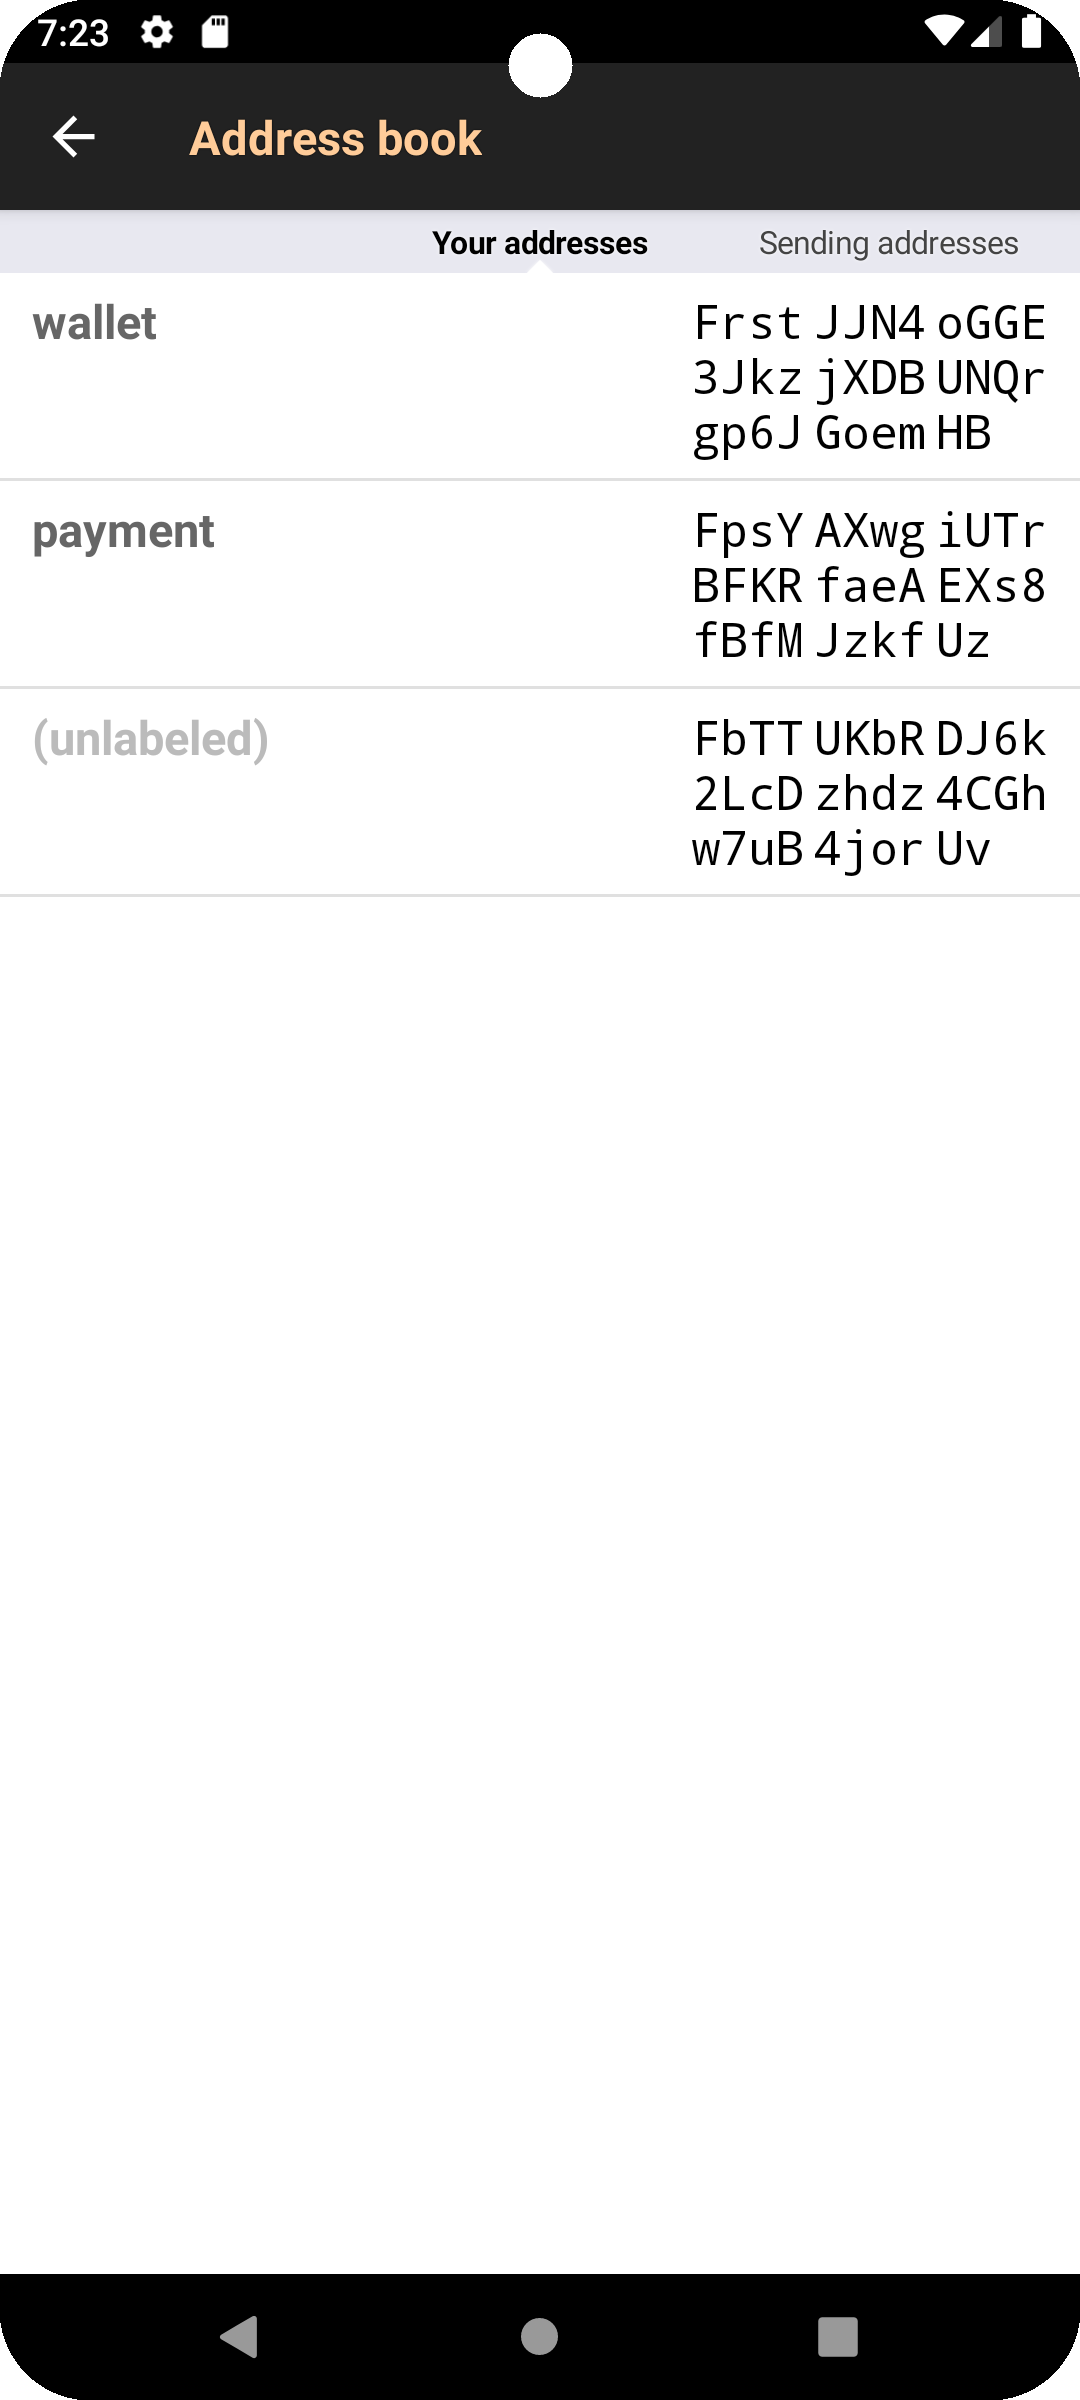 7:23
Address book
Your addresses
Sending addresses
wallet
Frst JJN4 oGGE
3Jkz jXDB UNQr
gp6J Goem HB
payment
FpsY AXwg iUTr
BFKR faeA EXs8
fBfM Jzkf Uz
(unlabeled)
FbTT UKbR DJ6k
2LcD zhdz 4CGh
w7uB 4jor Uv